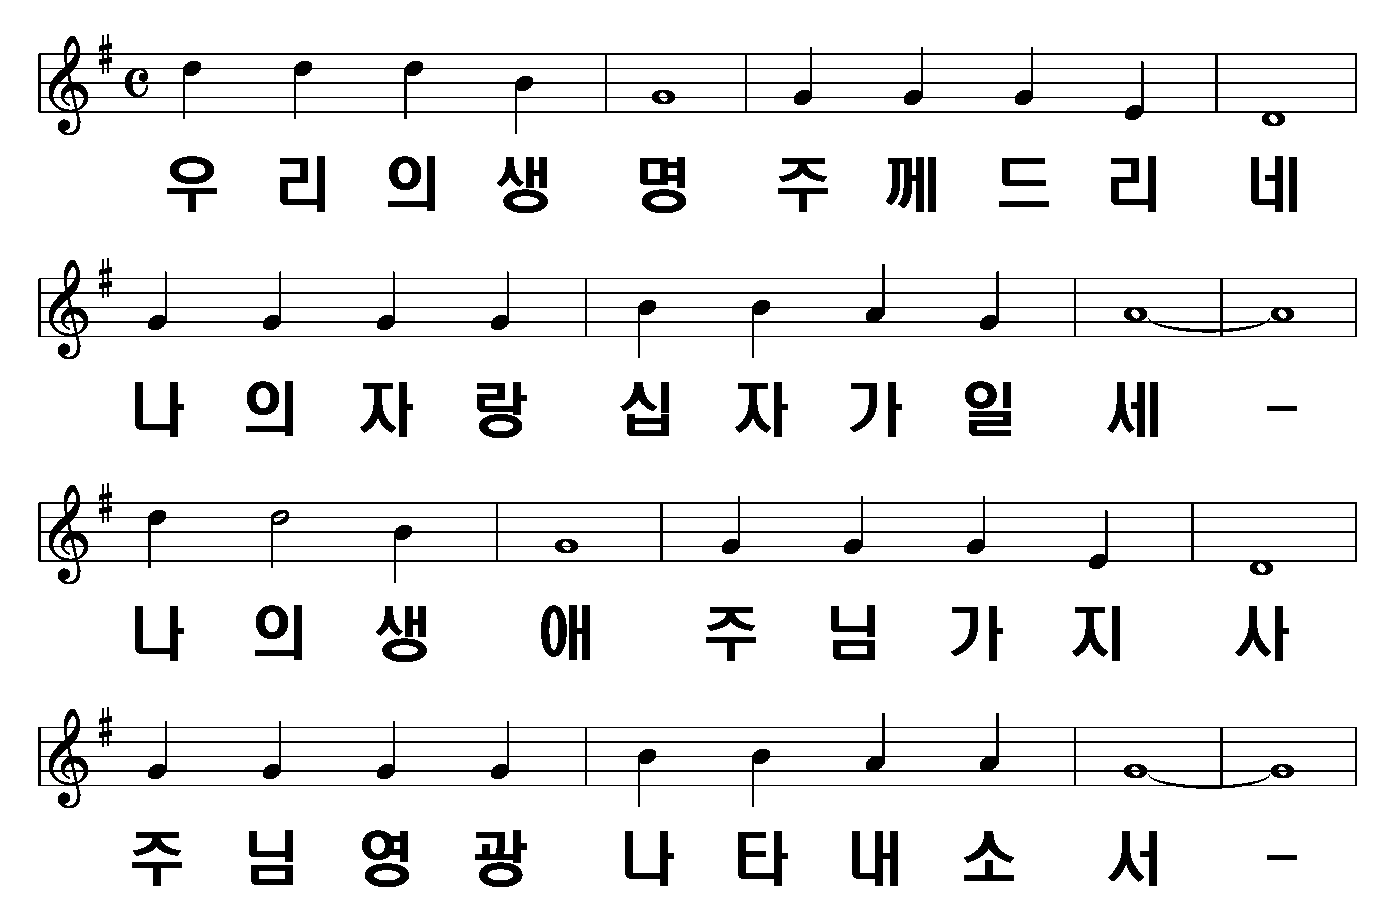 우리의생명 주께드리네
나의자랑 십자가일세 -
나의생애 주님가지사
주님영광 나타내소서 -